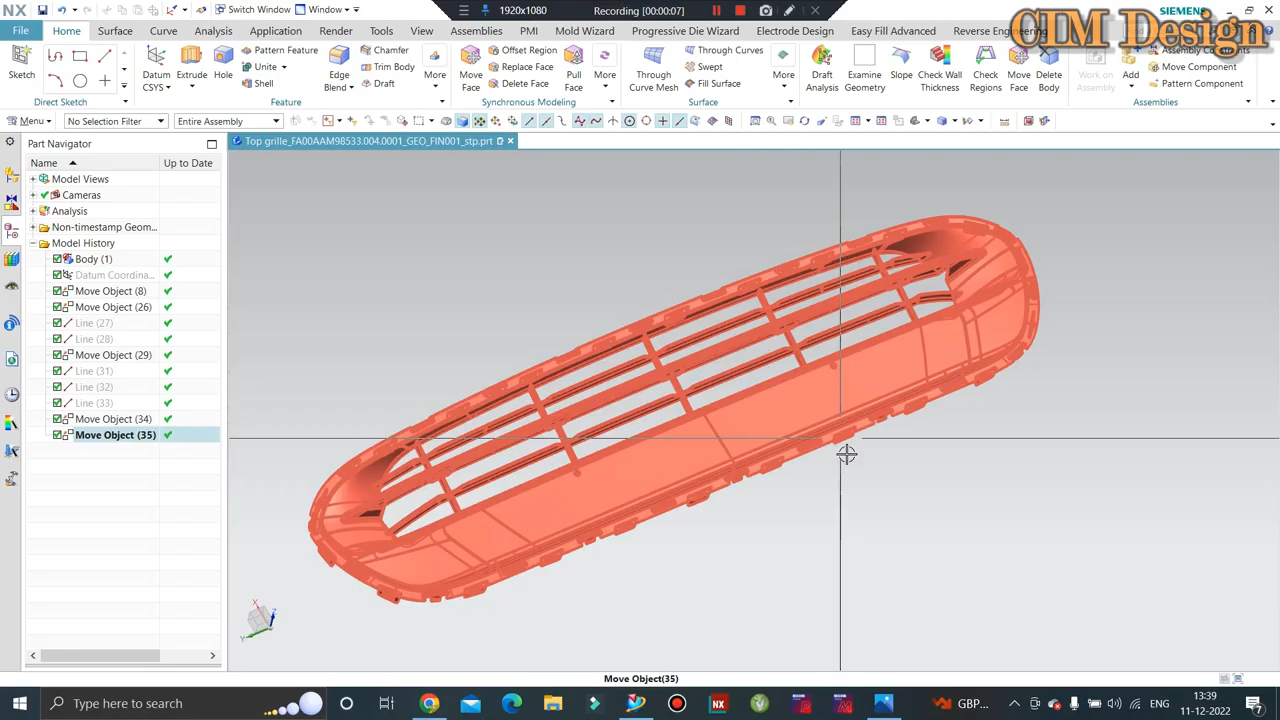 NX
Switch Window
Window
1920x1080
Recording [00:00:07]
SIEMENS
CIM Design
File
Home
Surface
Curve
Analysis
Application
Render
Tools
View
Assemblies
PMI
Mold Wizard
Progressive Die Wizard
Electrode Design
Easy Fill Advanced
Reverse Engineering
Sketch
Direct Sketch
Datum CSYS
Extrude
Hole
Pattern Feature
Unite
Shell
Edge Blend
Chamfer
Trim Body
Draft
More
Feature
Move Face
Offset Region
Replace Face
Delete Face
Pull Face
More
Synchronous Modeling
Through Curve Mesh
Through Curves
Swept
Fill Surface
More
Surface
Draft Analysis
Examine Geometry
Slope
Check Wall Thickness
Check Regions
Move Face
Delete Body
Work on Assembly
Add
Assembly Constraints
Move Component
Pattern Component
Assemblies
Menu
No Selection Filter
Entire Assembly
Part Navigator
Top grille_FA00AAM98533.004.0001_GEO_FIN001_stp.prt
Name
Up to Date
Model Views
Cameras
Analysis
Non-timestamp Geom...
Model History
Body (1)
Datum Coordina...
Move Object (8)
Move Object (26)
Line (27)
Line (28)
Move Object (29)
Line (31)
Line (32)
Line (33)
Move Object (34)
Move Object (35)
X
Z
Y
Move Object(35)
Type here to search
NX
GBP...
ENG
13:39
11-12-2022
7